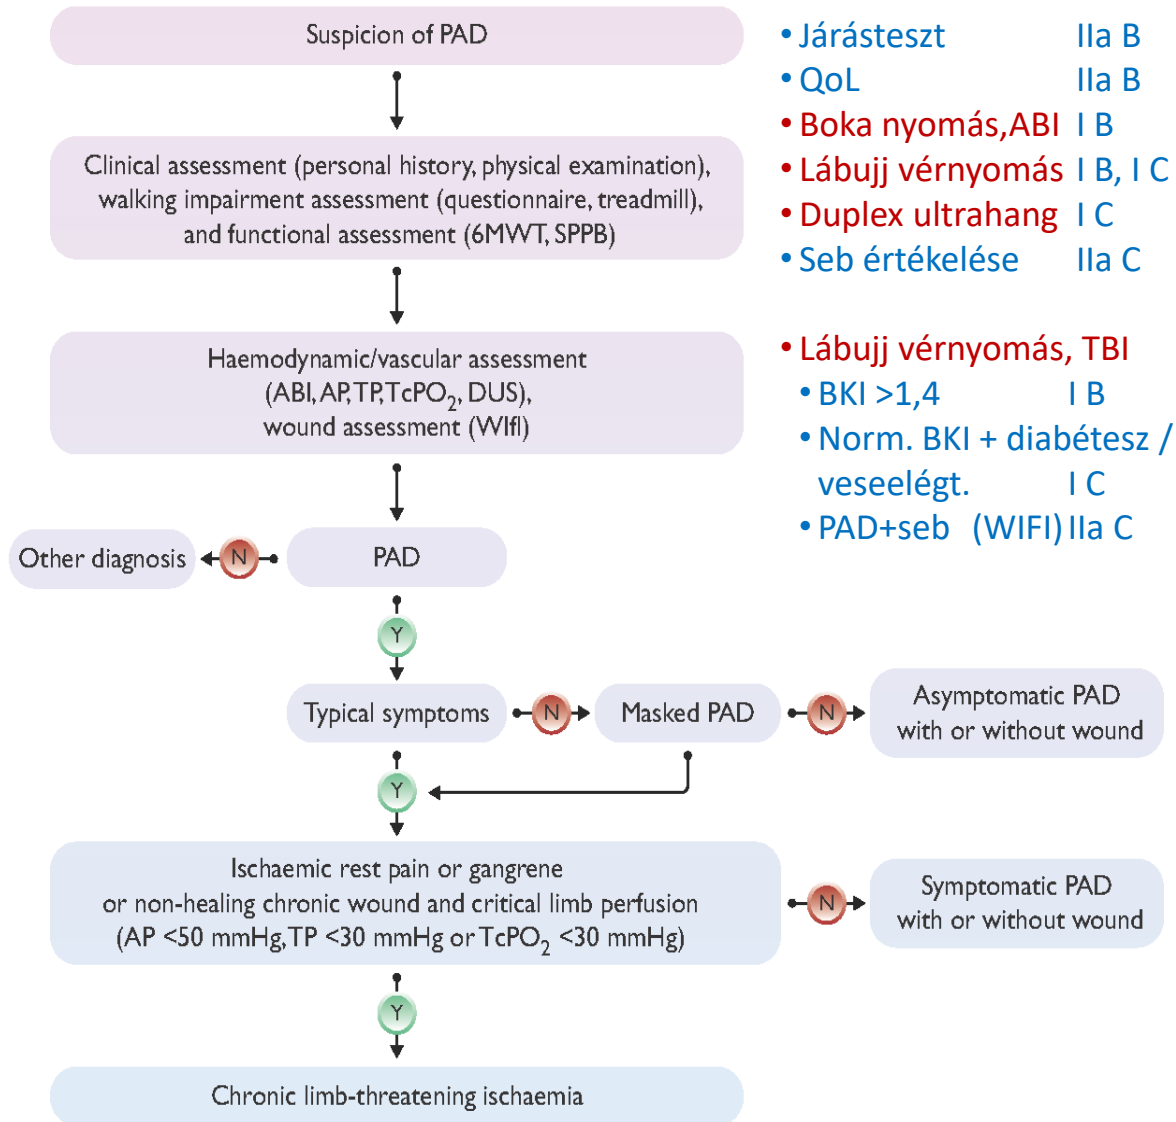 Suspicion of PAD
Clinical assessment (personal history, physical examination),
walking impairment assessment (questionnaire, treadmill),
and functional assessment (6MWT, SPPB)
Haemodynamic/vascular assessment
(ABI, AP, TP, TcPO₂, DUS),
wound assessment (WIfI)
Other diagnosis
N
PAD
Y
Typical symptoms
N
Masked PAD
N
Asymptomatic PAD
with or without wound
Y
Ischaemic rest pain or gangrene
or non-healing chronic wound and critical limb perfusion
(AP <50 mmHg, TP <30 mmHg or TcPO₂ <30 mmHg)
N
Symptomatic PAD
with or without wound
Y
Chronic limb-threatening ischaemia
• Járásteszt IIa B
• QoL IIa B
• Boka nyomás,ABI I B
• Lábujj vérnyomás I B, I C
• Duplex ultrahang I C
• Seb értékelése IIa C
• Lábujj vérnyomás, TBI
• BKI >1,4 I B
• Norm. BKI + diabétesz /
veseelégt. I C
• PAD+seb (WIFI) IIa C